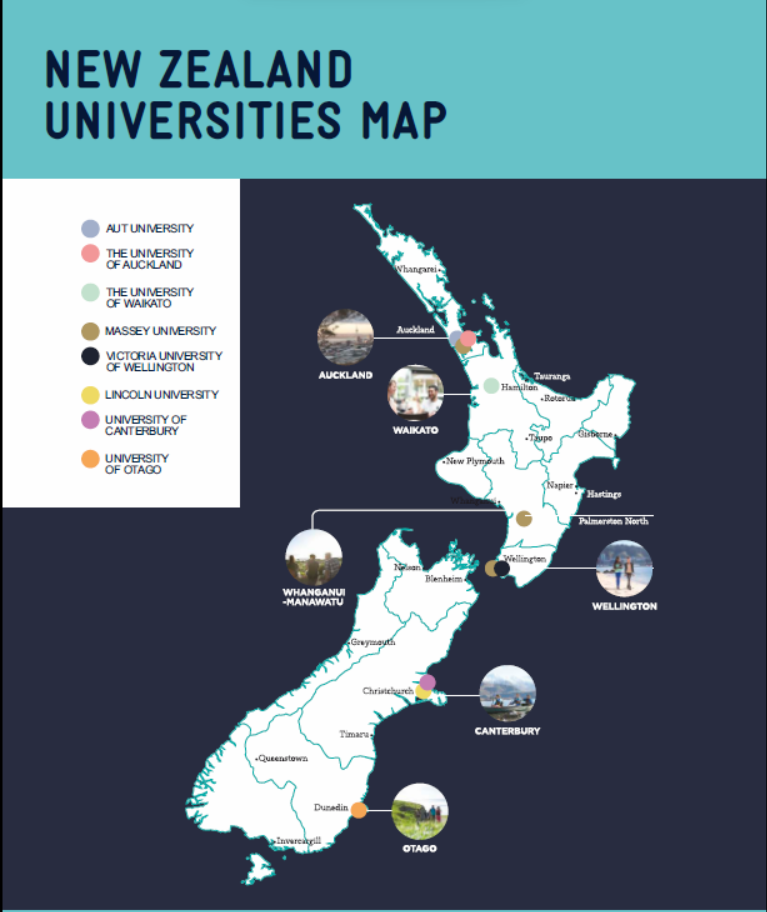 NEW ZEALAND
UNIVERSITIES MAP
AUT UNIVERSITY
THE UNIVERSITY
OF AUCKLAND
THE UNIVERSITY
OF WAIKATO
MASSEY UNIVERSITY
VICTORIA UNIVERSITY
OF WELLINGTON
LINCOLN UNIVERSITY
UNIVERSITY OF
CANTERBURY
UNIVERSITY
OF OTAGO
Whangarei
Auckland
AUCKLAND
Tauranga
Hamilton
Rotorua
WAIKATO
Gisborne
Taupo
New Plymouth
Napier
Hastings
Palmerston North
Wellington
Nelson
Blenheim
WHANGANUI
-MANAWATU
WELLINGTON
Greymouth
Christchurch
CANTERBURY
Timaru
Queenstown
Dunedin
Invercargill
OTAGO